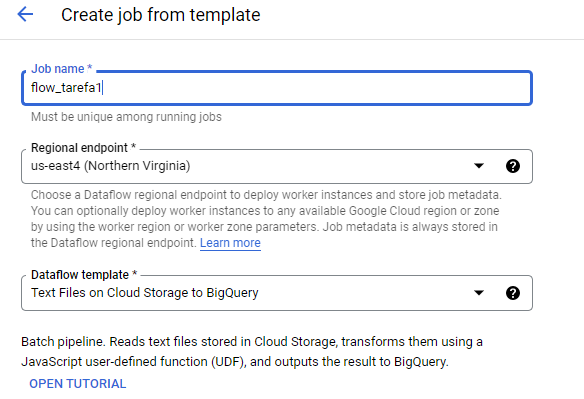 Create job from template
Job name *
flow_tarefa1
Must be unique among running jobs
Regional endpoint *
us-east4 (Northern Virginia)
Choose a Dataflow regional endpoint to deploy worker instances and store job metadata.
You can optionally deploy worker instances to any available Google Cloud region or zone
by using the worker region or worker zone parameters. Job metadata is always stored in
the Dataflow regional endpoint. Learn more
Dataflow template *
Text Files on Cloud Storage to BigQuery
Batch pipeline. Reads text files stored in Cloud Storage, transforms them using a
JavaScript user-defined function (UDF), and outputs the result to BigQuery.
OPEN TUTORIAL